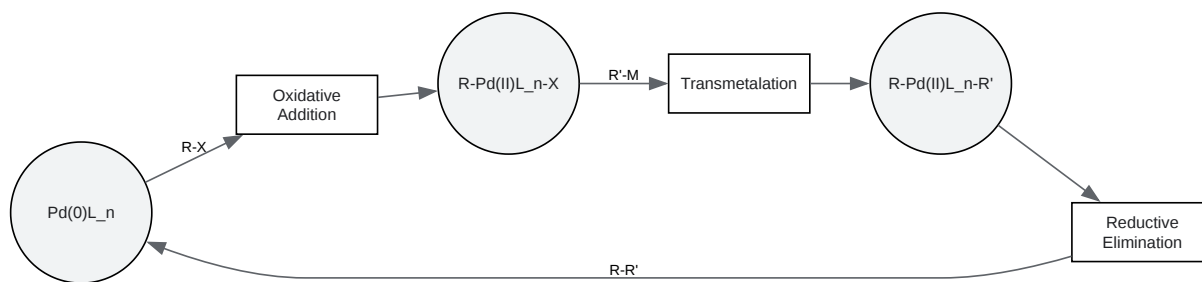 Pd(0)L_n
R-X
Oxidative
Addition
R-Pd(II)L_n-X
R'-M
Transmetalation
R-Pd(II)L_n-R'
Reductive
Elimination
R-R'